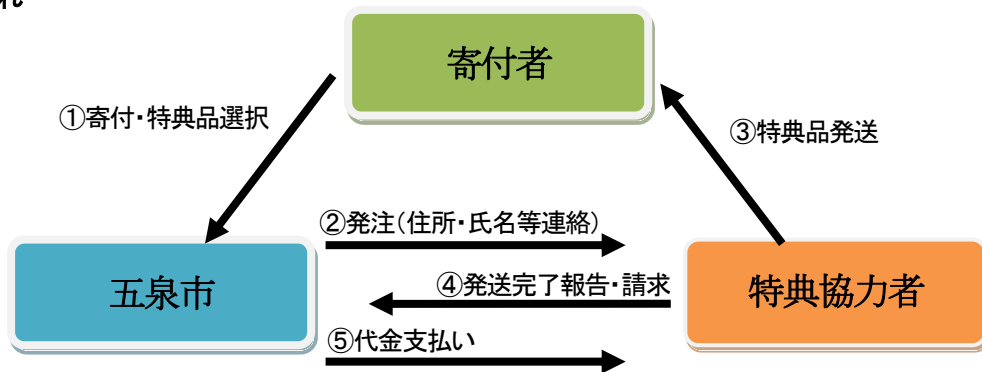 れ
寄付者
①寄付・特典品選択
③特典品発送
②発注(住所・氏名等連絡)
五泉市
④発送完了報告・請求
特典協力者
⑤代金支払い